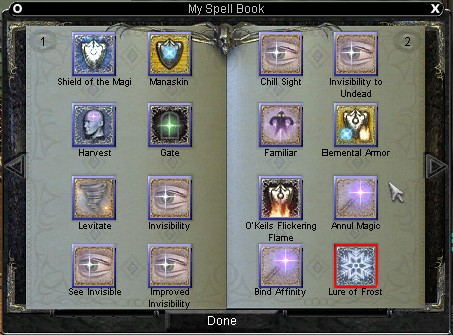 O
My Spell Book
X
1
2
Shield of the Magi
Manaskin
Chill Sight
Invisibility to
Undead
Harvest
Gate
Familiar
Elemental Armor
Levitate
Invisibility
O'Keils Flickering
Flame
Annul Magic
See Invisible
Improved
Invisibility
Bind Affinity
Lure of Frost
Done